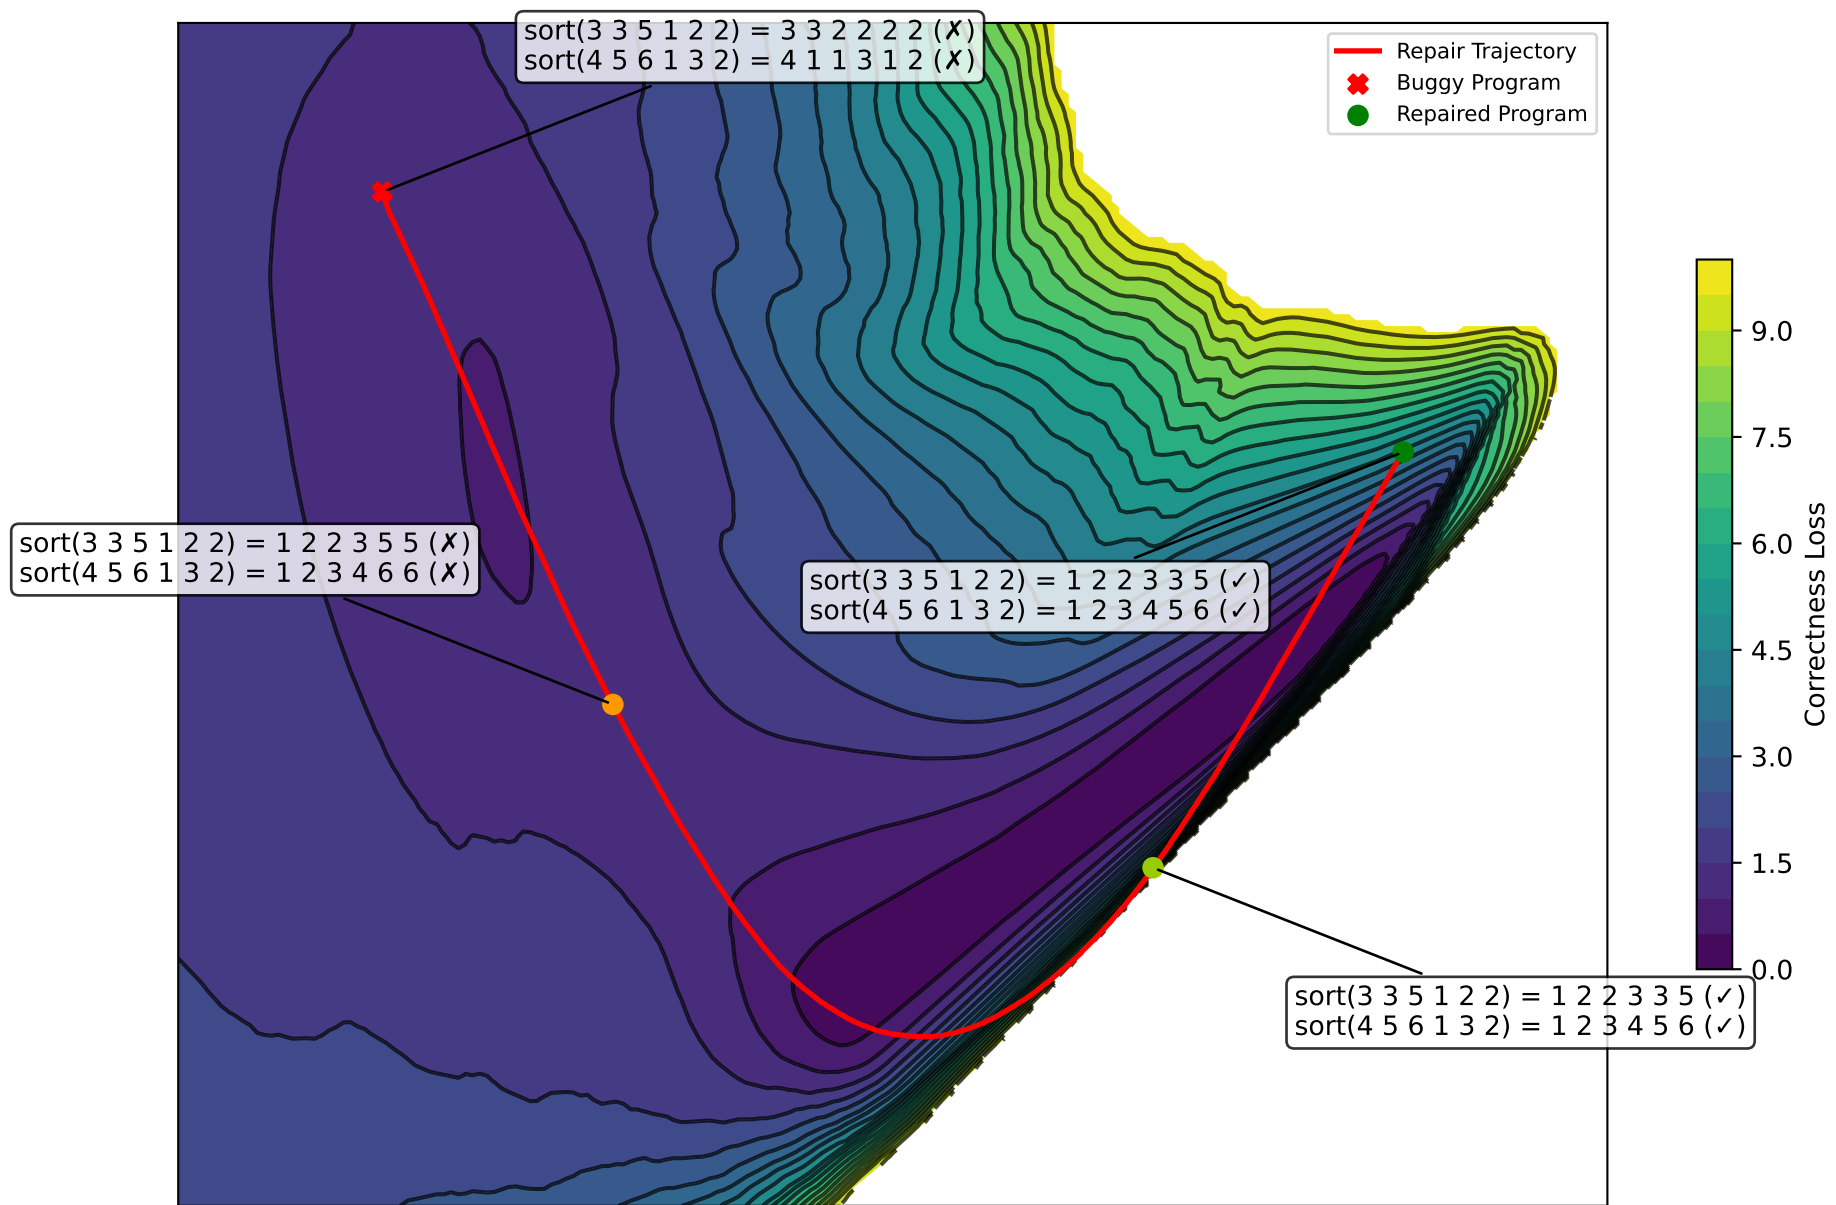 sort(3 3 5 1 2 2) = 3 3 2 2 2 2 (✗)
sort(4 5 6 1 3 2) = 4 1 1 3 1 2 (✗)
Repair Trajectory
Buggy Program
Repaired Program
sort(3 3 5 1 2 2) = 1 2 2 3 5 5 (✗)
sort(4 5 6 1 3 2) = 1 2 3 4 6 6 (✗)
sort(3 3 5 1 2 2) = 1 2 2 3 3 5 (✓)
sort(4 5 6 1 3 2) = 1 2 3 4 5 6 (✓)
sort(3 3 5 1 2 2) = 1 2 2 3 3 5 (✓)
sort(4 5 6 1 3 2) = 1 2 3 4 5 6 (✓)
9.0
7.5
6.0
4.5
3.0
1.5
0.0
Correctness Loss